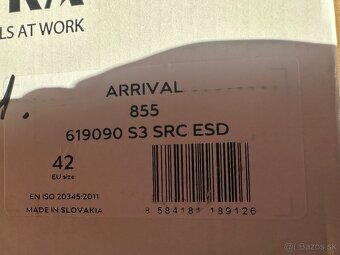 LS AT WORK
ARRIVAL
855
619090 S3 SRC ESD
42
EU size
EN ISO 20345:2011
MADE IN SLOVAKIA
8 584181 189126
bazos.sk